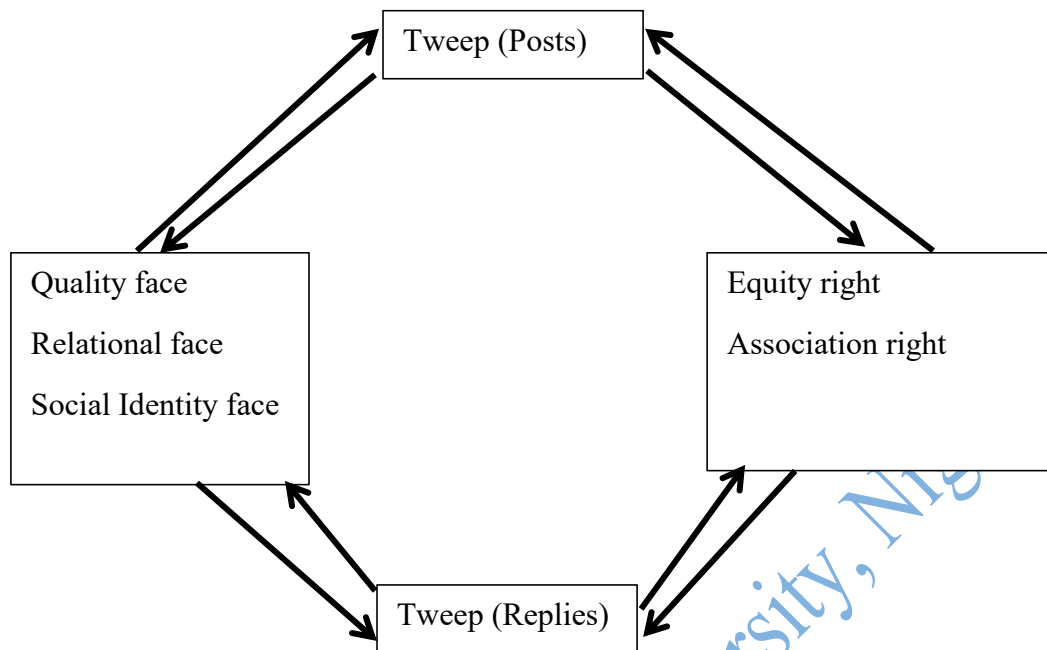 Tweep (Posts)
Quality face
Relational face
Social Identity face
Equity right
Association right
Tweep (Replies)